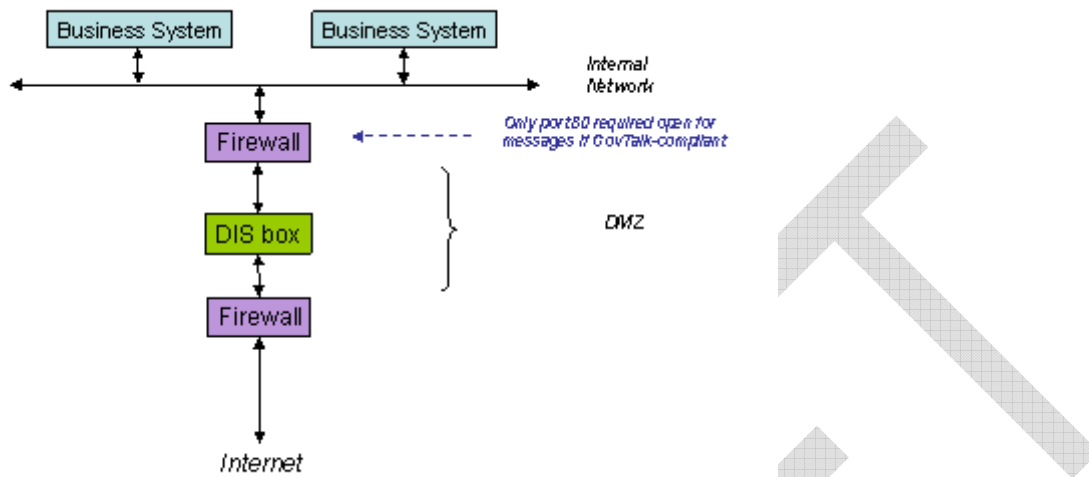 Business System
Business System
Internal
Network
Firewall
Only port80 required open for
messages if GovTalk-compliant
DIS box
DMZ
Firewall
Internet